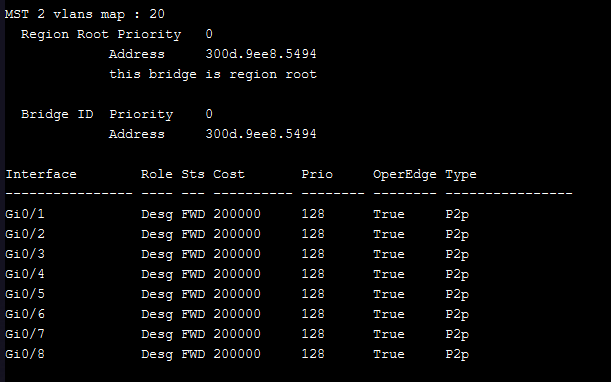 MST 2 vlans map : 20
  Region Root Priority   0
             Address     300d.9ee8.5494
             this bridge is region root

  Bridge ID  Priority    0
             Address     300d.9ee8.5494

Interface        Role Sts Cost       Prio     OperEdge Type
---------------- ---- --- ---------- -------- -------- ----------------
Gi0/1            Desg FWD 200000     128      True     P2p
Gi0/2            Desg FWD 200000     128      True     P2p
Gi0/3            Desg FWD 200000     128      True     P2p
Gi0/4            Desg FWD 200000     128      True     P2p
Gi0/5            Desg FWD 200000     128      True     P2p
Gi0/6            Desg FWD 200000     128      True     P2p
Gi0/7            Desg FWD 200000     128      True     P2p
Gi0/8            Desg FWD 200000     128      True     P2p